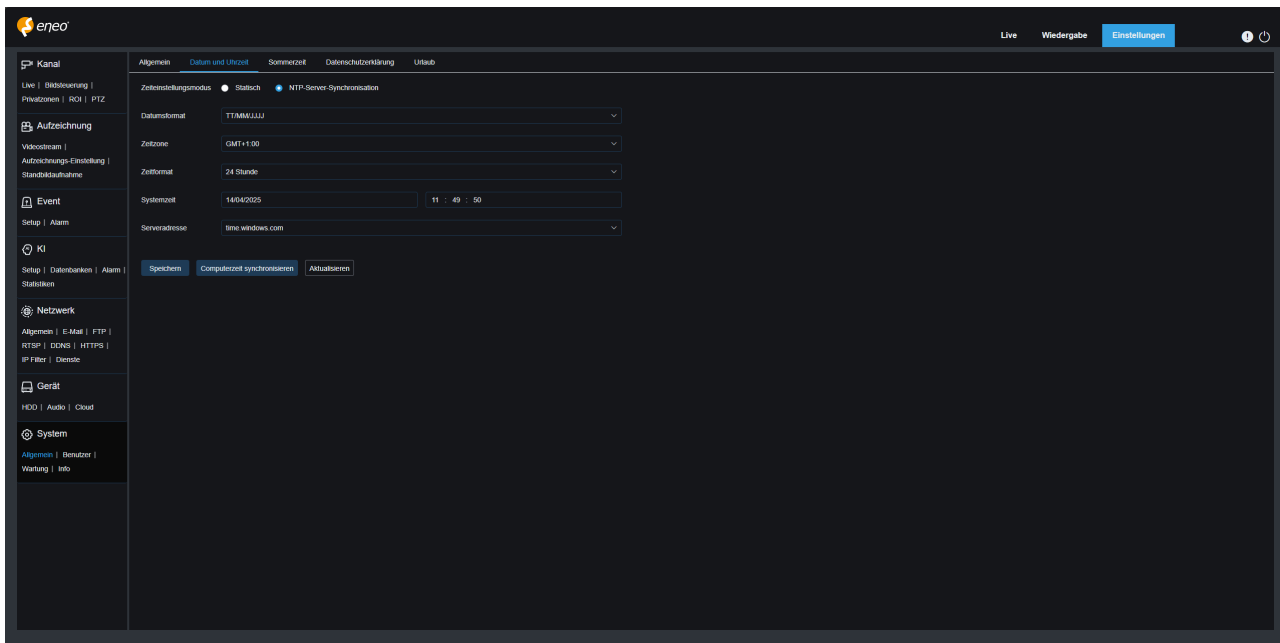 eneo
Live Wiedergabe Einstellungen
Kanal
Live | Bildsteuerung |
Privatzonen | ROI | PTZ
Aufzeichnung
Videostream |
Aufzeichnungs-Einstellung |
Standbildaufnahme
Event
Setup | Alarm
KI
Setup | Datenbanken | Alarm |
Statistiken
Netzwerk
Allgemein | E-Mail | FTP |
RTSP | DDNS | HTTPS |
IP Filter | Dienste
Gerät
HDD | Audio | Cloud
System
Allgemein | Benutzer |
Wartung | Info
Allgemein Datum und Uhrzeit Sommerzeit Datenschutzerklärung Urlaub
Zeiteinstellungsmodus Statisch NTP-Server-Synchronisation
Datumsformat TT/MM/JJJJ
Zeitzone GMT+1:00
Zeitformat 24 Stunde
Systemzeit 14/04/2025 11 : 49 : 50
Serveradresse time.windows.com
Speichern Computerzeit synchronisieren Aktualisieren